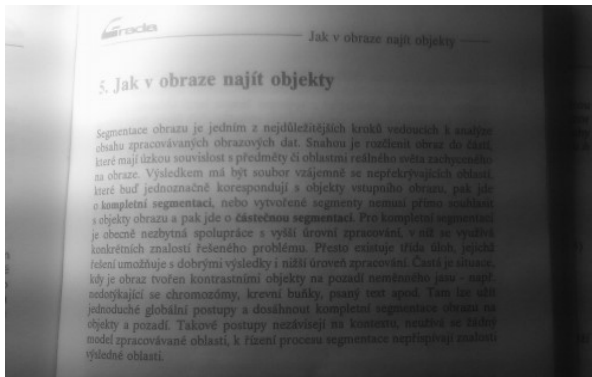 Grada
Jak v obraze najít objekty
5. Jak v obraze najít objekty
Segmentace obrazu je jedním z nejdůležitějších kroků vedoucích k analýze
obsahu zpracovávaných obrazových dat. Snahou je rozčlenit obraz do částí,
které mají úzkou souvislost s předměty či oblastmi reálného světa zachyceného
na obraze. Výsledkem má být soubor vzájemně se nepřekrývajících oblastí,
které buď jednoznačně korespondují s objekty vstupního obrazu, pak jde
o kompletní segmentaci, nebo vytvořené segmenty nemusí přímo souhlasit
s objekty obrazu a pak jde o částečnou segmentaci. Pro kompletní segmentaci
je obecně nezbytná spolupráce s vyšší úrovní zpracování, v níž se využívá
konkrétních znalostí řešeného problému. Přesto existuje třída úloh, jejichž
řešení umožňuje s dobrými výsledky i nižší úroveň zpracování. Častá je situace,
kdy je obraz tvořen kontrastními objekty na pozadí neměnného jasu - např.
nedotýkající se chromozómy, krevní buňky, psaný text apod. Tam lze užít
jednoduché globální postupy a dosáhnout kompletní segmentace obrazu na
objekty a pozadí. Takové postupy nezávisejí na kontextu, neužívá se žádný
model zpracovávané oblasti, k řízení procesu segmentace nepřispívají znalosti
výsledné oblasti.